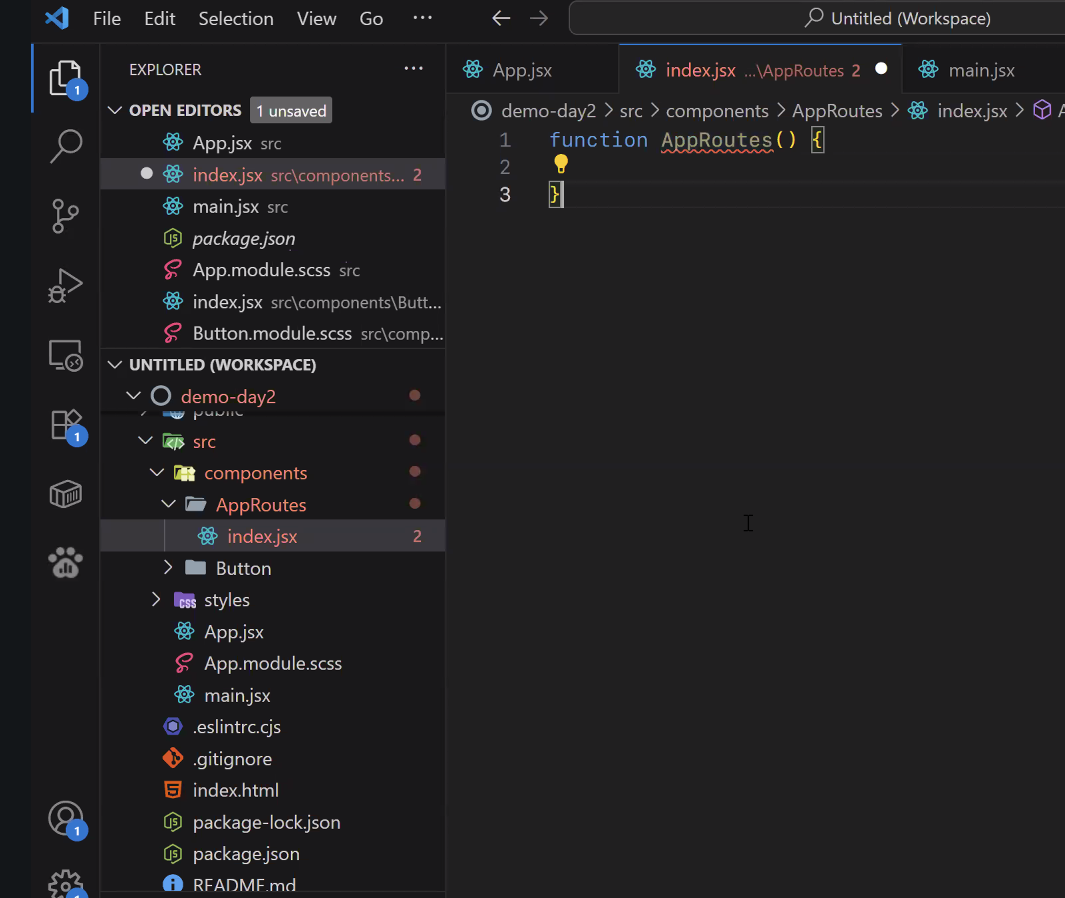 File Edit Selection View Go ··· Untitled (Workspace)
EXPLORER ···
OPEN EDITORS 1 unsaved
App.jsx src
index.jsx src\components... 2
main.jsx src
package.json
App.module.scss src
index.jsx src\components\Butt...
Button.module.scss src\comp...
UNTITLED (WORKSPACE)
demo-day2
public
src
components
AppRoutes
index.jsx 2
Button
styles
App.jsx
App.module.scss
main.jsx
.eslintrc.cjs
.gitignore
index.html
package-lock.json
package.json
README.md
1
1
1
1
App.jsx index.jsx ...\AppRoutes 2 main.jsx
demo-day2 > src > components > AppRoutes > index.jsx >
1 function AppRoutes() {
2
3 }